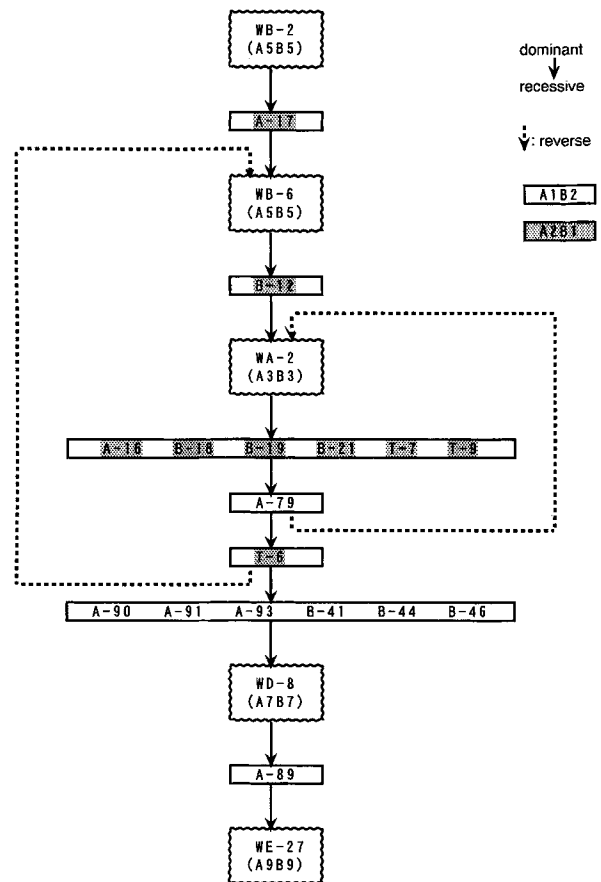 WB-2
(A5B5)
dominant
recessive
A-17
: reverse
WB-6
(A5B5)
A1B2
A2B1
B-12
WA-2
(A3B3)
A-16 B-18 B-19 B-21 T-7 T-9
A-79
T-6
A-90 A-91 A-93 B-41 B-44 B-46
WD-8
(A7B7)
A-89
WE-27
(A9B9)